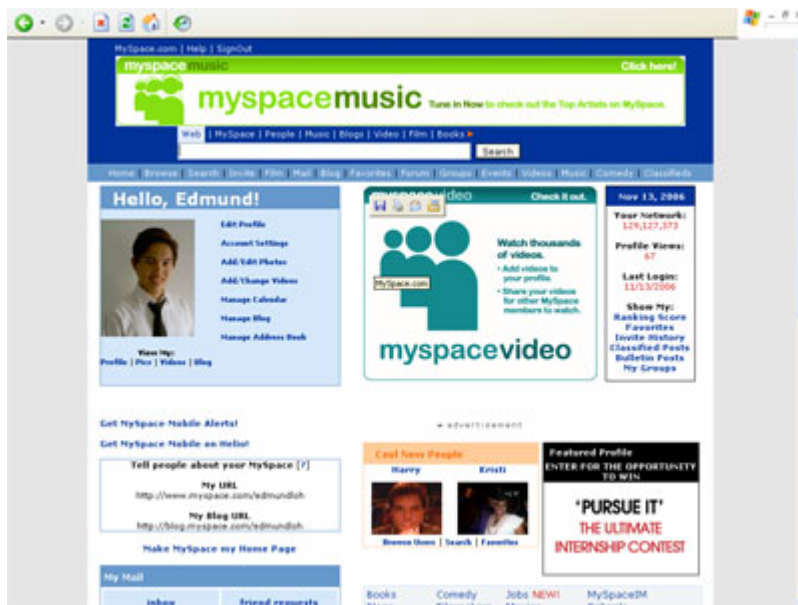 MySpace.com | Help | SignOut
myspacemusic
Click here!
myspacemusic Tune in Now to check out the Top Artists on MySpace.
Web | MySpace | People | Music | Blogs | Video | Film | Books
Search
Home | Browse | Search | Invite | Film | Mail | Blog | Favorites | Forum | Groups | Events | Videos | Music | Comedy | Classifieds
Hello, Edmund!
Edit Profile
Account Settings
Add/Edit Photos
Add/Change Videos
Manage Calendar
Manage Blog
Manage Address Book
View My:
Profile | Pics | Videos | Blog
Check it out.
Watch thousands
of videos.
• Add videos to
your profile.
• Share your videos
for other MySpace
members to watch.
MySpace.com
myspacevideo
Nov 13, 2006
Your Network:
129,127,373
Profile Views:
67
Last Login:
11/13/2006
Show My:
Ranking Score
Favorites
Invite History
Classified Posts
Bulletin Posts
My Groups
Get MySpace Mobile Alerts!
Get MySpace Mobile on Helio!
advertisement
Tell people about your MySpace [?]
My URL
http://www.myspace.com/edmundloh
My Blog URL
http://blog.myspace.com/edmundloh
Make MySpace my Home Page
Cool New People
Harry Kristi
Browse Users | Search | Favorites
Featured Profile
ENTER FOR THE OPPORTUNITY
TO WIN
'PURSUE IT'
THE ULTIMATE
INTERNSHIP CONTEST
My Mail
inbox friend requests
Books Comedy Jobs NEW! MySpaceIM